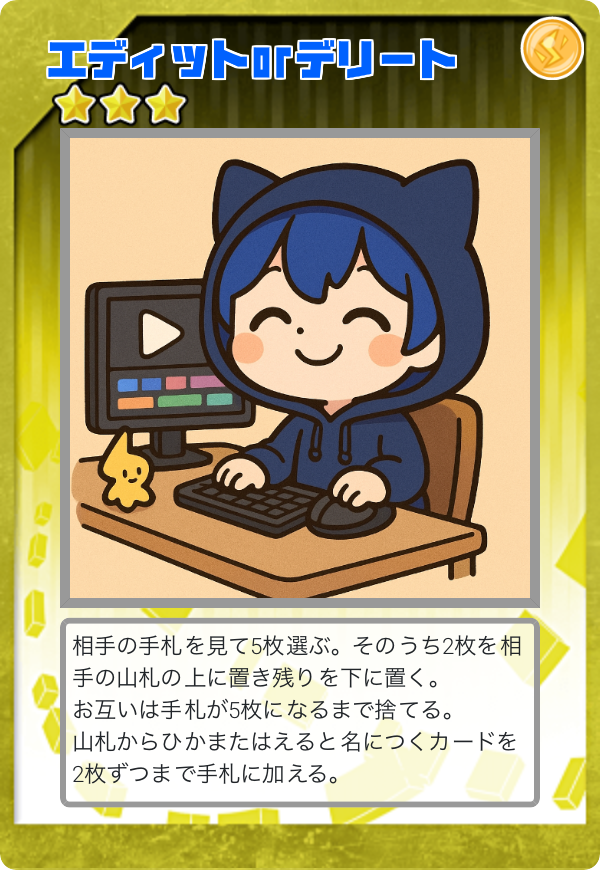 エディットorデリート
相手の手札を見て5枚選ぶ。そのうち2枚を相
手の山札の上に置き残りを下に置く。
お互いは手札が5枚になるまで捨てる。
山札からひかまたはえると名につくカードを
2枚ずつまで手札に加える。